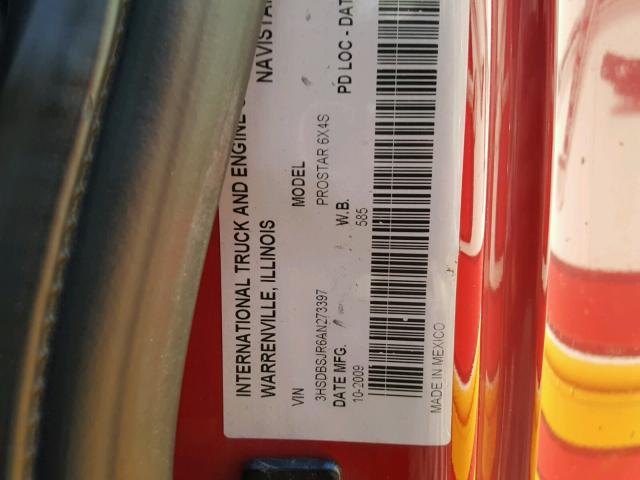 INTERNATIONAL TRUCK AND ENGINE
WARRENVILLE, ILLINOIS
NAVISTAR
VIN
MODEL
3HSDBSJR6AN273397
PROSTAR 6X4S
DATE MFG.
W.B.
PD LOC - DAT
10-2009
585
MADE IN MEXICO